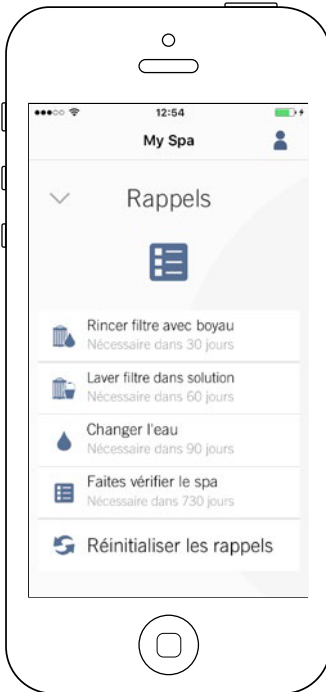 12:54
My Spa
Rappels
Rincer filtre avec boyau
Nécessaire dans 30 jours
Laver filtre dans solution
Nécessaire dans 60 jours
Changer l'eau
Nécessaire dans 90 jours
Faites vérifier le spa
Nécessaire dans 730 jours
Réinitialiser les rappels